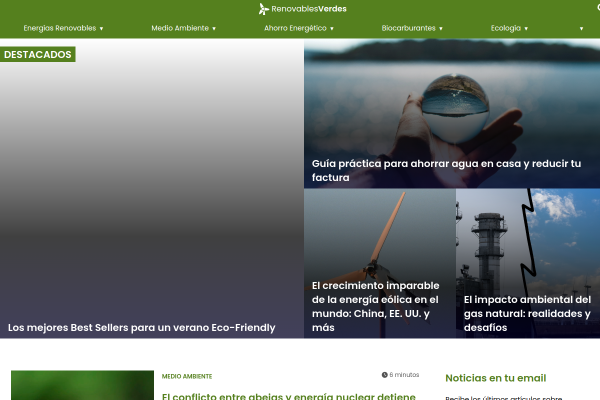 RenovablesVerdes
Energías Renovables
Medio Ambiente
Ahorro Energético
Biocarburantes
Ecología
DESTACADOS
Guía práctica para ahorrar agua en casa y reducir tu
factura
El crecimiento imparable
de la energía eólica en el
mundo: China, EE. UU. y
más
El impacto ambiental del
gas natural: realidades y
desafíos
Los mejores Best Sellers para un verano Eco-Friendly
MEDIO AMBIENTE
6 minutos
El conflicto entre abejas y energía nuclear detiene
Noticias en tu email
Recibe los últimos artículos sobre